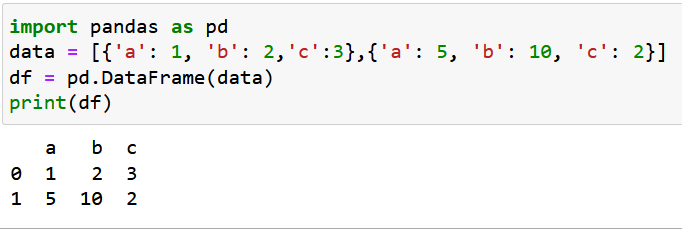 import pandas as pd
data = [{'a': 1, 'b': 2,'c':3},{'a': 5, 'b': 10, 'c': 2}]
df = pd.DataFrame(data)
print(df)
   a   b  c
0  1   2  3
1  5  10  2